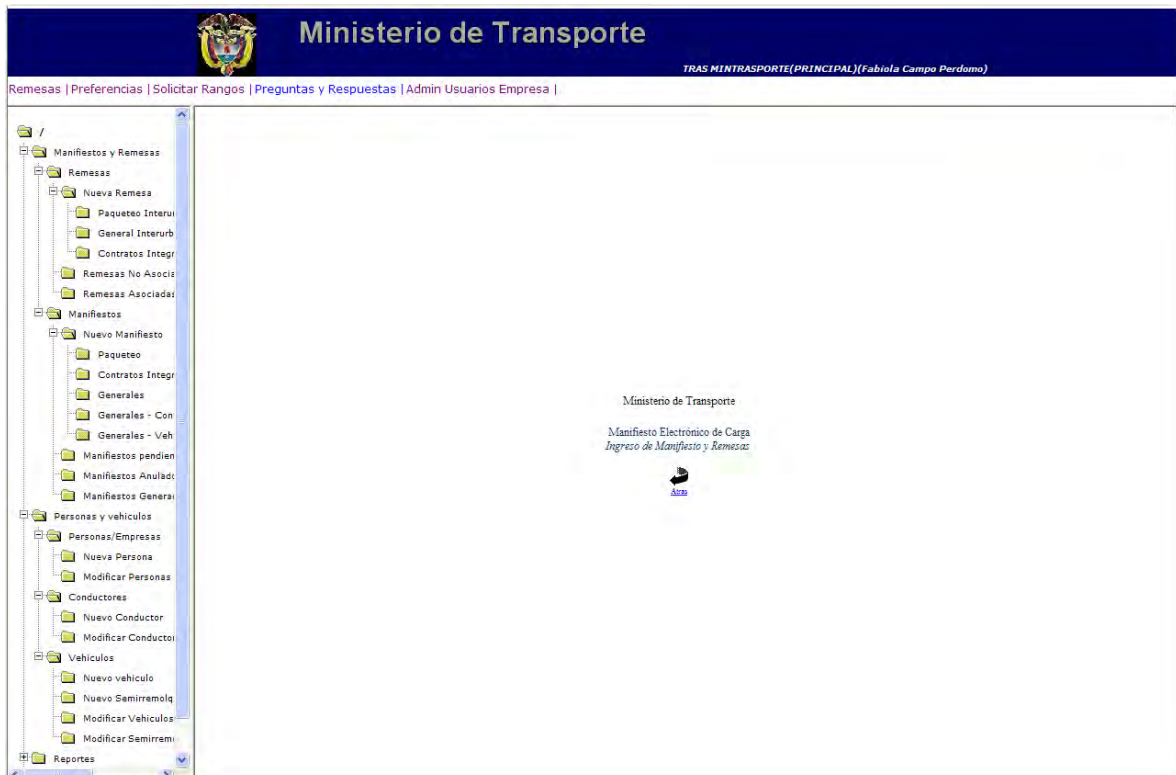 Ministerio de Transporte
TRAS MINTRASPORTE(PRINCIPAL)(Fabiola Campo Perdomo)
Remesas | Preferencias | Solicitar Rangos | Preguntas y Respuestas | Admin Usuarios Empresa |
/
Manifiestos y Remesas
Remesas
Nueva Remesa
Paqueteo Interu
General Interurb
Contratos Integr
Remesas No Asocia
Remesas Asociadas
Manifiestos
Nuevo Manifiesto
Paqueteo
Contratos Integr
Generales
Generales - Con
Generales - Veh
Manifiestos pendien
Manifiestos Anulado
Manifiestos Genera
Personas y vehiculos
Personas/Empresas
Nueva Persona
Modificar Personas
Conductores
Nuevo Conductor
Modificar Conductor
Vehiculos
Nuevo vehiculo
Nuevo Semirremolq
Modificar Vehiculos
Modificar Semirrem
Reportes
Ministerio de Transporte
Manifiesto Electrónico de Carga
Ingreso de Manifiesto y Remesas
Atras